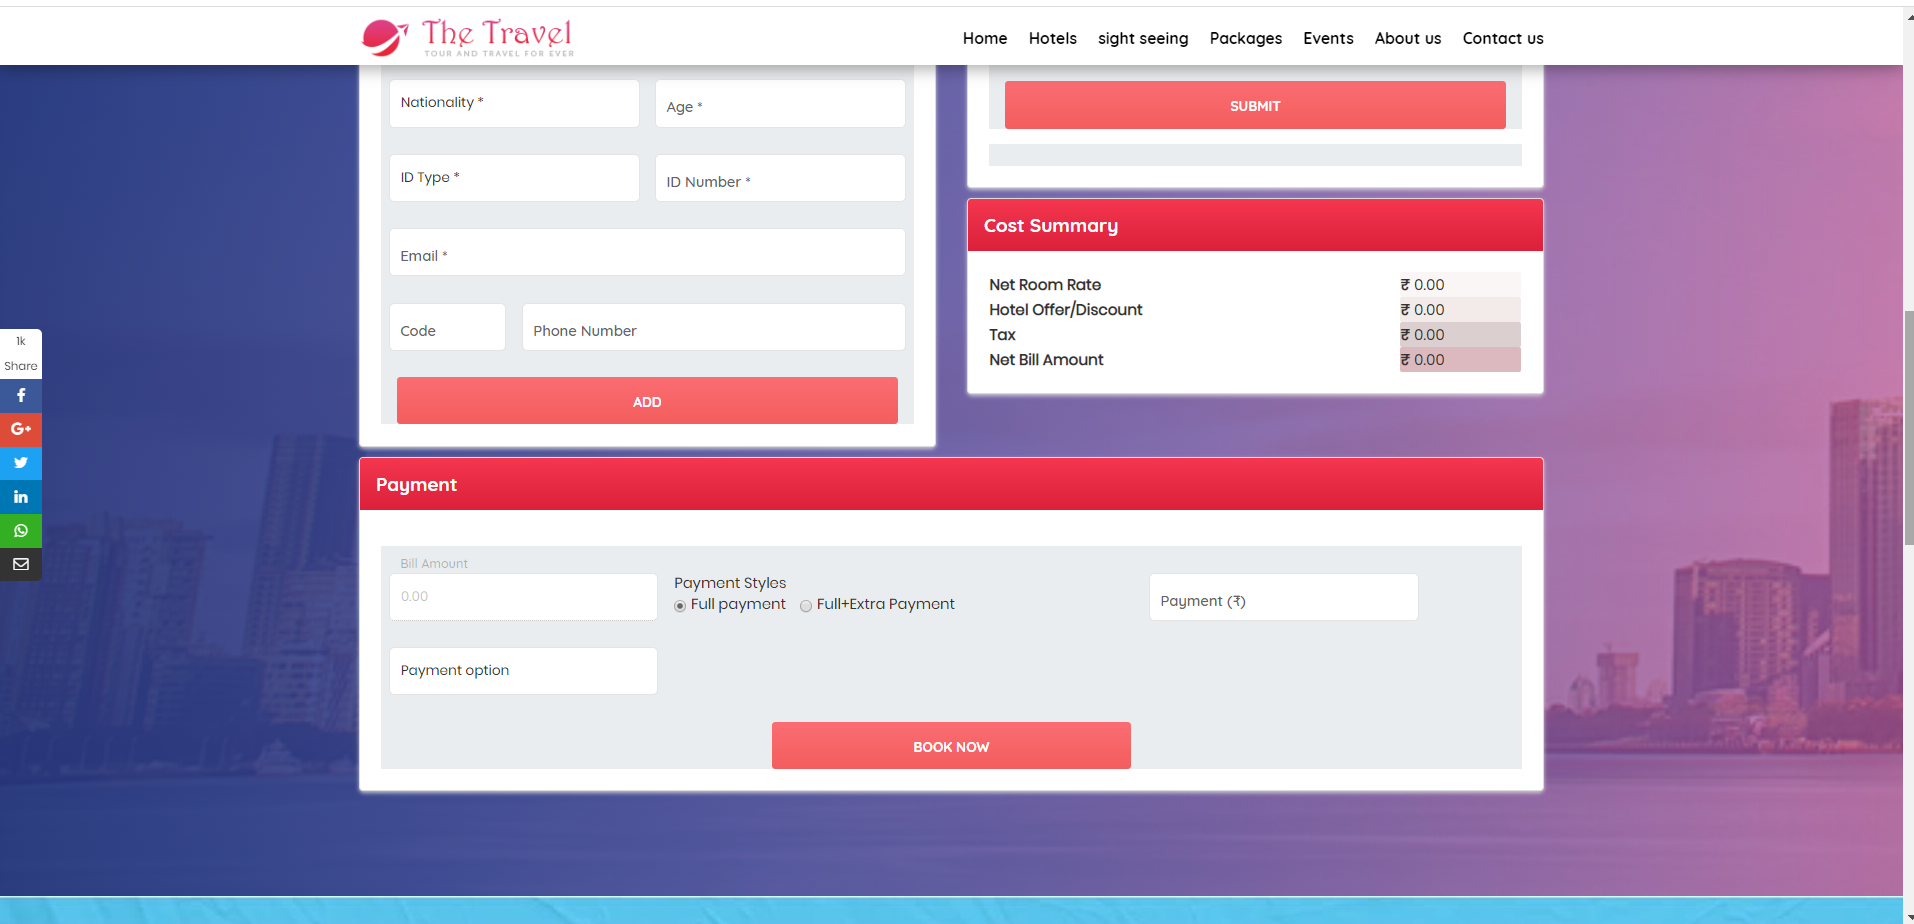 The Travel
TOUR AND TRAVEL FOR EVER
Home Hotels sight seeing Packages Events About us Contact us
Nationality * Age *
ID Type * ID Number *
Email *
Code Phone Number
ADD
SUBMIT
Cost Summary
Net Room Rate ₹ 0.00
Hotel Offer/Discount ₹ 0.00
Tax ₹ 0.00
Net Bill Amount ₹ 0.00
1k
Share
Payment
Bill Amount
0.00
Payment Styles
Full payment Full+Extra Payment
Payment (₹)
Payment option
BOOK NOW